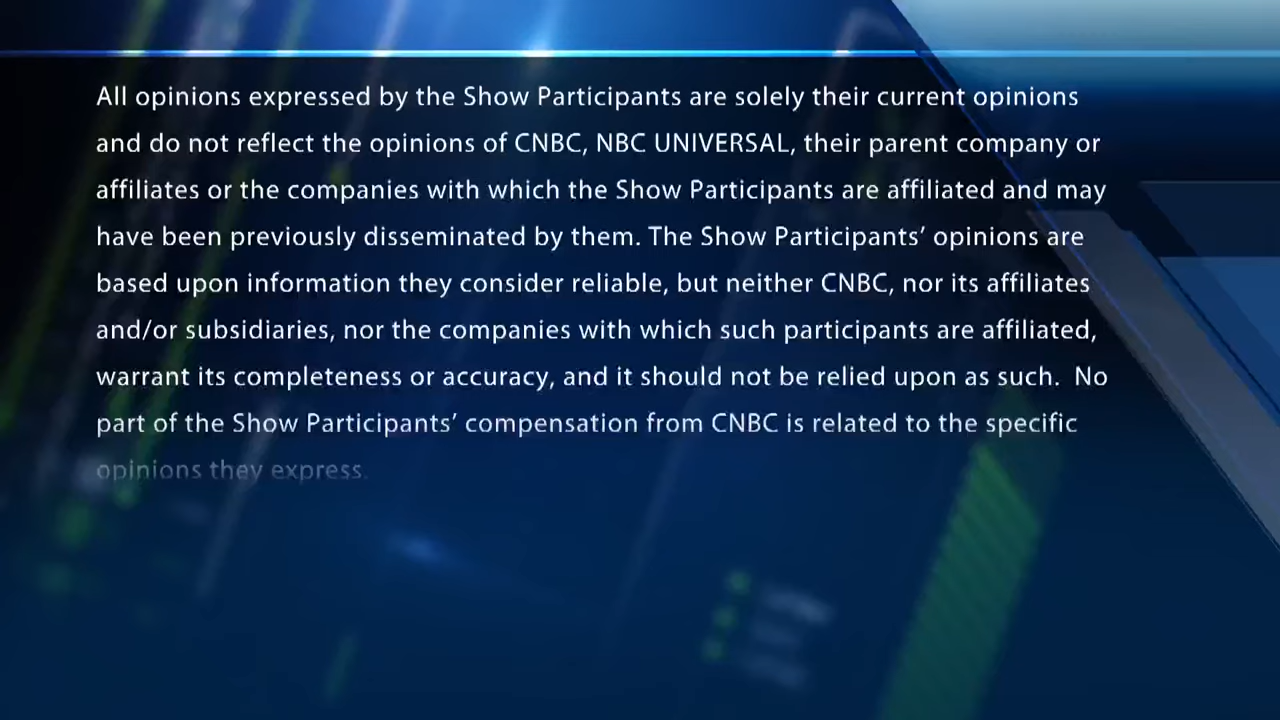 All opinions expressed by the Show Participants are solely their current opinions
and do not reflect the opinions of CNBC, NBC UNIVERSAL, their parent company or
affiliates or the companies with which the Show Participants are affiliated and may
have been previously disseminated by them. The Show Participants’ opinions are
based upon information they consider reliable, but neither CNBC, nor its affiliates
and/or subsidiaries, nor the companies with which such participants are affiliated,
warrant its completeness or accuracy, and it should not be relied upon as such.  No
part of the Show Participants’ compensation from CNBC is related to the specific
opinions they express.